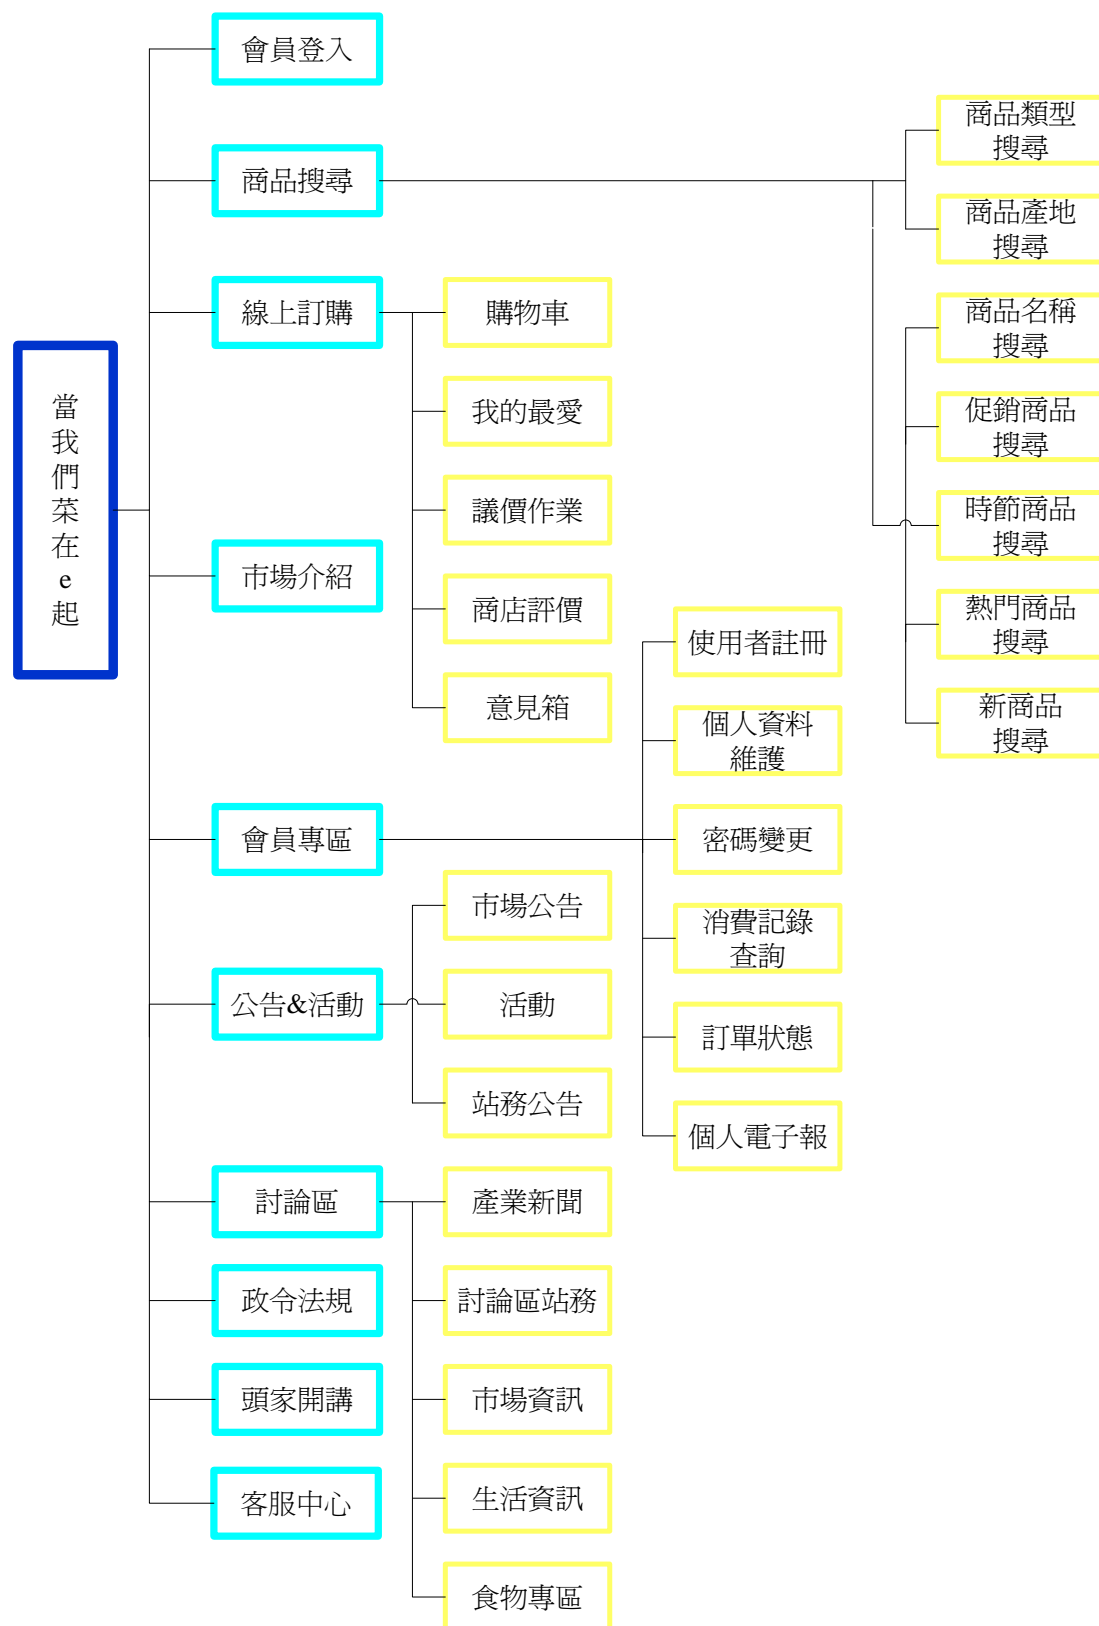 當
我
們
菜
在
e
起
會員登入
商品搜尋
商品類型
搜尋
商品產地
搜尋
商品名稱
搜尋
促銷商品
搜尋
時節商品
搜尋
熱門商品
搜尋
新商品
搜尋
線上訂購
購物車
我的最愛
議價作業
商店評價
意見箱
市場介紹
會員專區
使用者註冊
個人資料
維護
密碼變更
消費記錄
查詢
訂單狀態
個人電子報
公告&活動
市場公告
活動
站務公告
討論區
產業新聞
討論區站務
市場資訊
生活資訊
食物專區
政令法規
頭家開講
客服中心